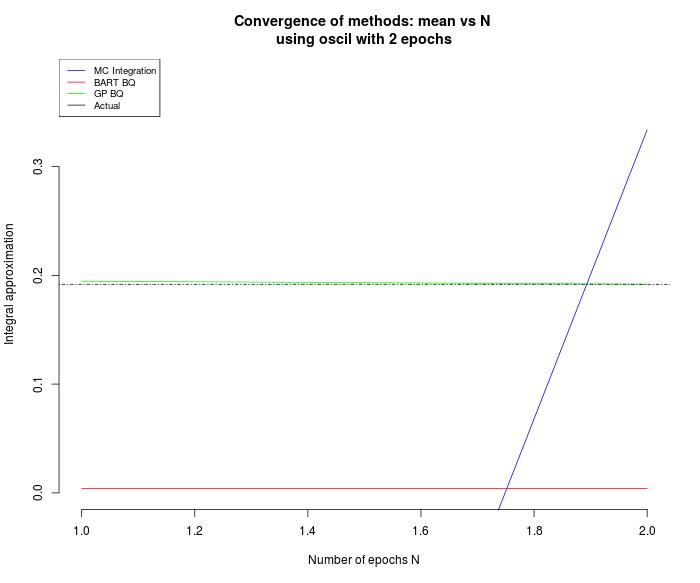 Convergence of methods: mean vs N
using oscil with 2 epochs
MC Integration
BART BQ
GP BQ
Actual
Integral approximation
0.3
0.2
0.1
0.0
1.0 1.2 1.4 1.6 1.8 2.0
Number of epochs N